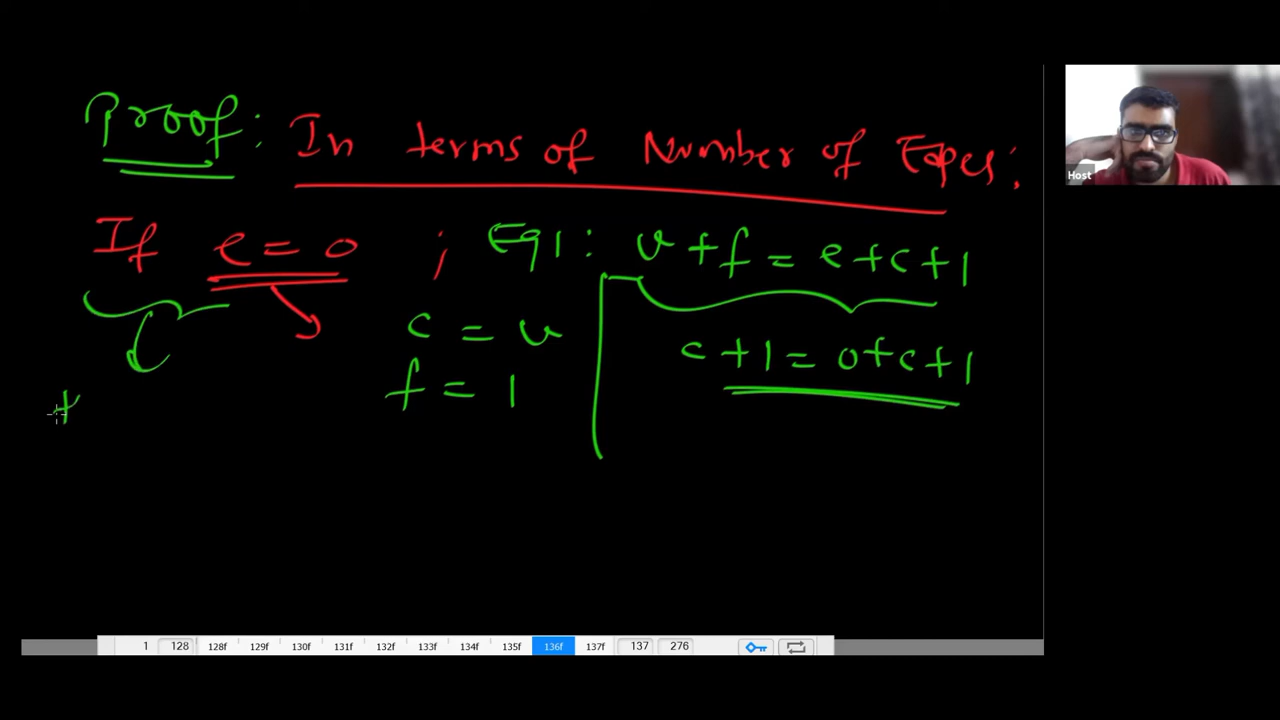 Proof: In terms of Number of Edges:
If e = 0 ; Eq1: v + f = e + c + 1
c = v
f = 1
c + 1 = 0 + c + 1
Host
1 128 128f 129f 130f 131f 132f 133f 134f 135f 136f 137f 137 276